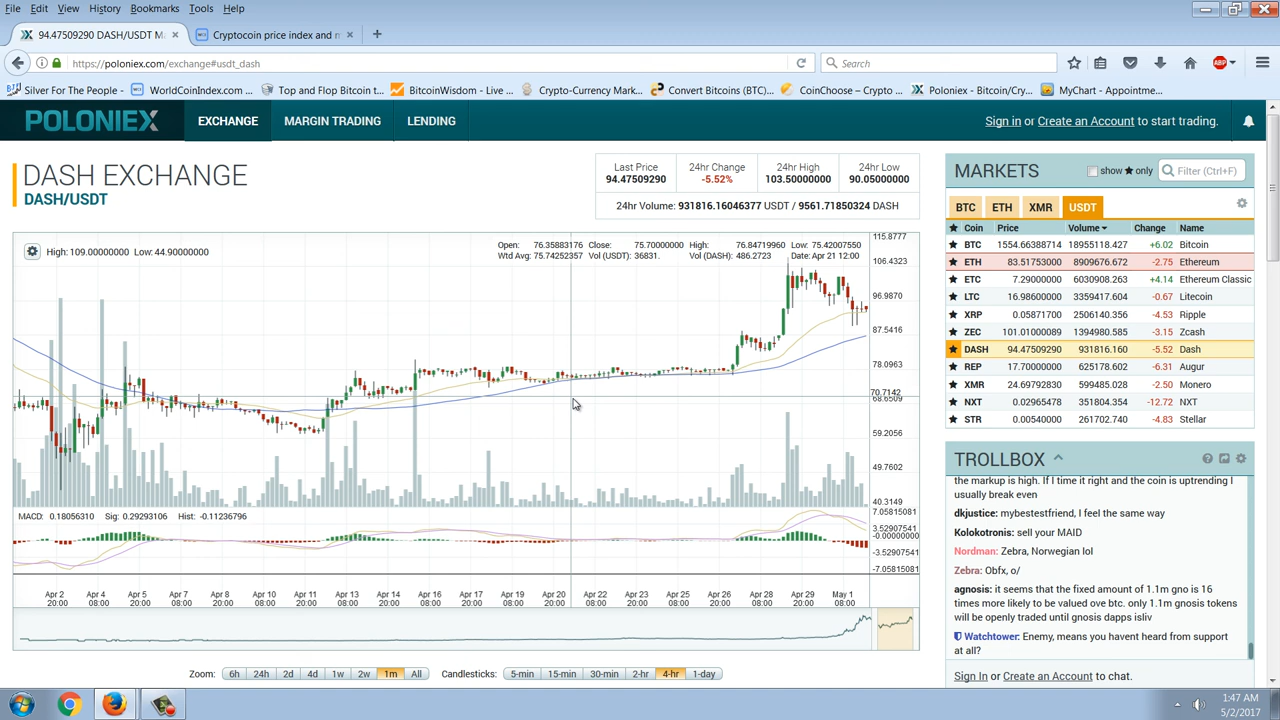 File Edit View History Bookmarks Tools Help
94.47509290 DASH/USDT M
Cryptocoin price index and m
https://poloniex.com/exchange#usdt_dash
Search
Silver For The People - ...
WorldCoinIndex.com - ...
Top and Flop Bitcoin t...
BitcoinWisdom - Live ...
Crypto-Currency Mark...
Convert Bitcoins (BTC)...
CoinChoose – Crypto ...
Poloniex - Bitcoin/Cry...
MyChart - Appointme...
POLONIEX
EXCHANGE
MARGIN TRADING
LENDING
Sign in or Create an Account to start trading.
DASH EXCHANGE
DASH/USDT
Last Price
94.47509290
24hr Change
-5.52%
24hr High
103.50000000
24hr Low
90.05000000
24hr Volume: 931816.16046377 USDT / 9561.71850324 DASH
High: 109.00000000 Low: 44.90000000
Open: 76.35883176 Close: 75.70000000 High: 76.84719960 Low: 75.42007550
Wtd Avg: 75.74252357 Vol (USDT): 36831. Vol (DASH): 486.2723 Date: Apr 21 12:00
115.8777
106.4323
96.9870
87.5416
78.0963
70.7142
68.6509
59.2056
49.7602
40.3149
MACD: 0.18056310 Sig: 0.29293106 Hist: -0.11236796
7.05815081
3.52907541
-0.00000000
-3.52907541
-7.05815081
Apr 2 20:00
Apr 4 08:00
Apr 5 20:00
Apr 7 08:00
Apr 8 20:00
Apr 10 08:00
Apr 11 20:00
Apr 13 08:00
Apr 14 20:00
Apr 16 08:00
Apr 17 20:00
Apr 19 08:00
Apr 20 20:00
Apr 22 08:00
Apr 23 20:00
Apr 25 08:00
Apr 26 20:00
Apr 28 08:00
Apr 29 20:00
May 1 08:00
Zoom: 6h 24h 2d 4d 1w 2w 1m All
Candlesticks: 5-min 15-min 30-min 2-hr 4-hr 1-day
MARKETS
show ★ only
Filter (Ctrl+F)
BTC ETH XMR USDT
Coin Price Volume Change Name
BTC 1554.66388714 18955118.427 +6.02 Bitcoin
ETH 83.51753000 8909676.672 -2.75 Ethereum
ETC 7.29000000 6030908.263 +4.14 Ethereum Classic
LTC 16.98600000 3359417.604 -0.67 Litecoin
XRP 0.05871700 2506140.356 -4.53 Ripple
ZEC 101.01000089 1394980.585 -3.15 Zcash
DASH 94.47509290 931816.160 -5.52 Dash
REP 17.70000000 625178.602 -6.31 Augur
XMR 24.69792830 599485.028 -2.50 Monero
NXT 0.02965478 351804.354 -12.72 NXT
STR 0.00540000 261702.740 -4.83 Stellar
TROLLBOX
the markup is high. If I time it right and the coin is uptrending I
usually break even
dkjustice: mybestestfriend, I feel the same way
Kolokotronis: sell your MAID
Nordman: Zebra, Norwegian lol
Zebra: Obfx, o/
agnosis: it seems that the fixed amount of 1.1m gno is 16
times more likely to be valued ove btc. only 1.1m gnosis tokens
will be openly traded until gnosis dapps isliv
Watchtower: Enemy, means you havent heard from support
at all?
Sign In or Create an Account to chat.
1:47 AM
5/2/2017